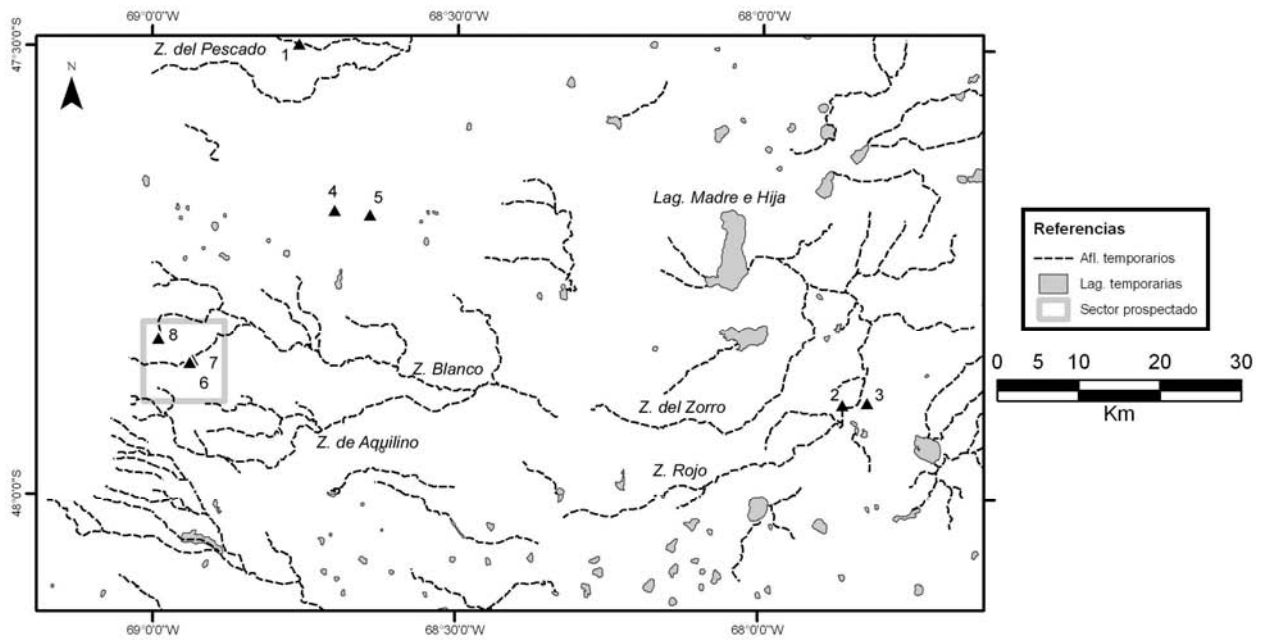 69°0'0"W 68°30'0"W 68°0'0"W
47°30'0"S
Z. del Pescado
1
N
4 5
Lag. Madre e Hija
Referencias
Afl. temporarios
Lag. temporarias
Sector prospectado
8
7
6
Z. Blanco
0 5 10 20 30
Km
Z. del Zorro
2 3
Z. de Aquilino
Z. Rojo
48°0'0"S
69°0'0"W 68°30'0"W 68°0'0"W